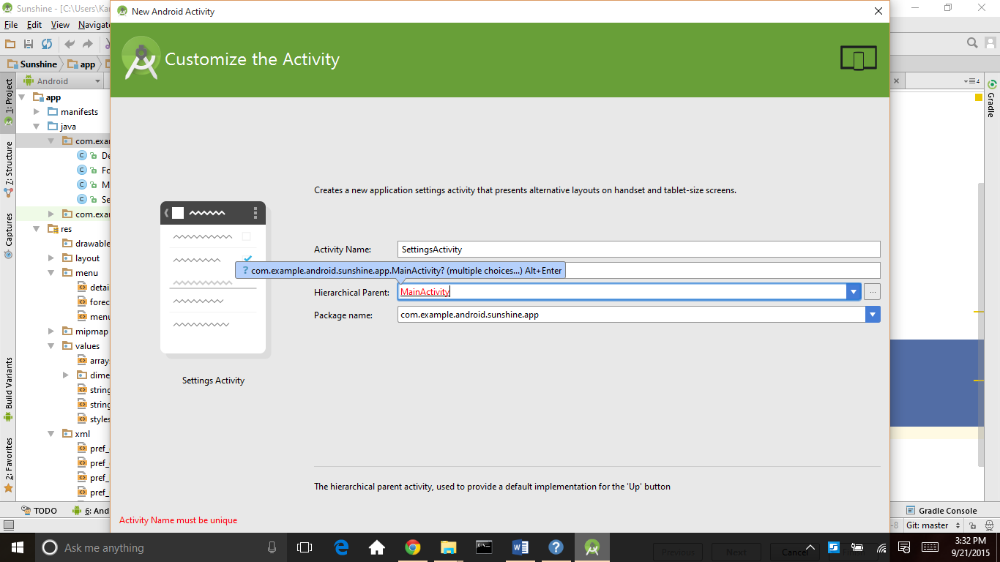 Sunshine - [C:\Users\Kar
New Android Activity
File Edit View Navigate
Customize the Activity
Sunshine app
Android
4
1: Project
7: Structure
Captures
Build Variants
2: Favorites
Gradle
app
manifests
java
com.exam
De
Fo
M
Se
com.exam
res
drawable
layout
menu
detai
forec
menu
mipmap
values
array
dime
string
string
styles
xml
pref_
pref_
pref_
pref_
Creates a new application settings activity that presents alternative layouts on handset and tablet-size screens.
Activity Name: SettingsActivity
? com.example.android.sunshine.app.MainActivity? (multiple choices...) Alt+Enter
Hierarchical Parent: MainActivity ...
Package name: com.example.android.sunshine.app
Settings Activity
The hierarchical parent activity, used to provide a default implementation for the 'Up' button
Activity Name must be unique
TODO 6: And
Gradle Console
-8 Git: master
Previous Next Cancel Finish
Ask me anything
3:32 PM
9/21/2015